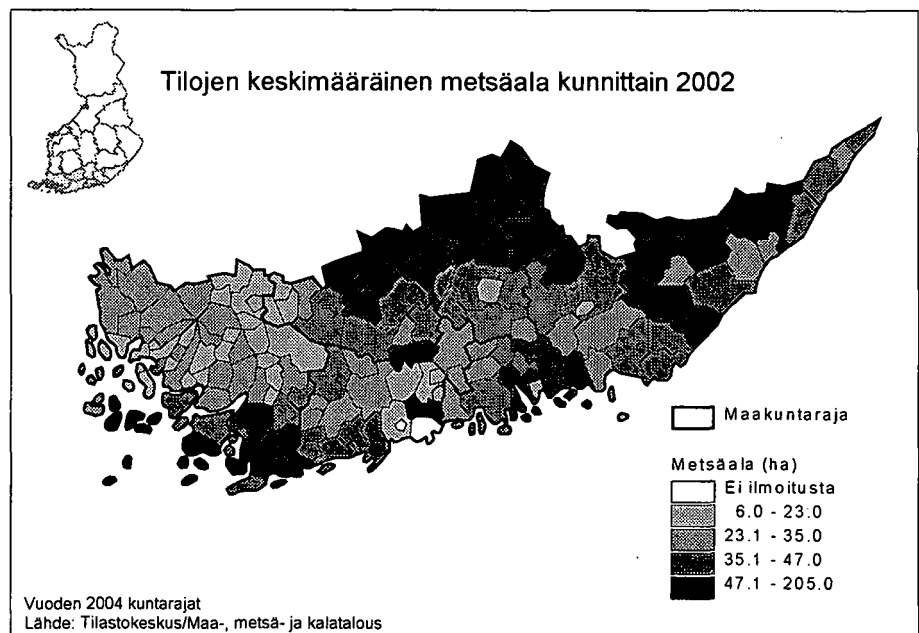 Tilojen keskimääräinen metsäala kunnittain 2002
Maakuntaraja
Metsäala (ha)
Ei ilmoitusta
6.0 - 23.0
23.1 - 35.0
35.1 - 47.0
47.1 - 205.0
Vuoden 2004 kuntarajat
Lähde: Tilastokeskus/Maa-, metsä- ja kalatalous